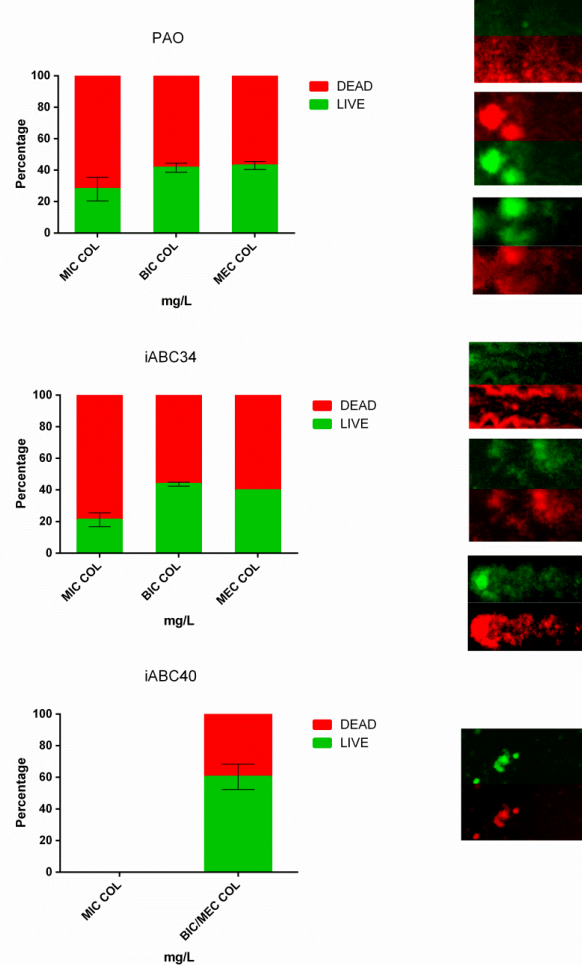 PAO
100
80
60
40
20
0
Percentage
DEAD
LIVE
MIC COL
BIC COL
MEC COL
mg/L
iABC34
100
80
60
40
20
0
Percentage
DEAD
LIVE
MIC COL
BIC COL
MEC COL
mg/L
iABC40
100
80
60
40
20
0
Percentage
DEAD
LIVE
MIC COL
BIC/MEC COL
mg/L